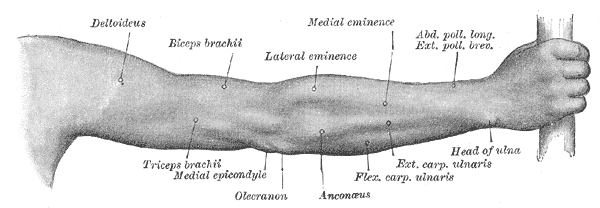 Deltoideus
Medial eminence
Biceps brachii
Lateral eminence
Abd. poll. long.
Ext. poll. brev.
Triceps brachii
Medial epicondyle
Olecranon
Anconæus
Flex. carp. ulnaris
Ext. carp. ulnaris
Head of ulna